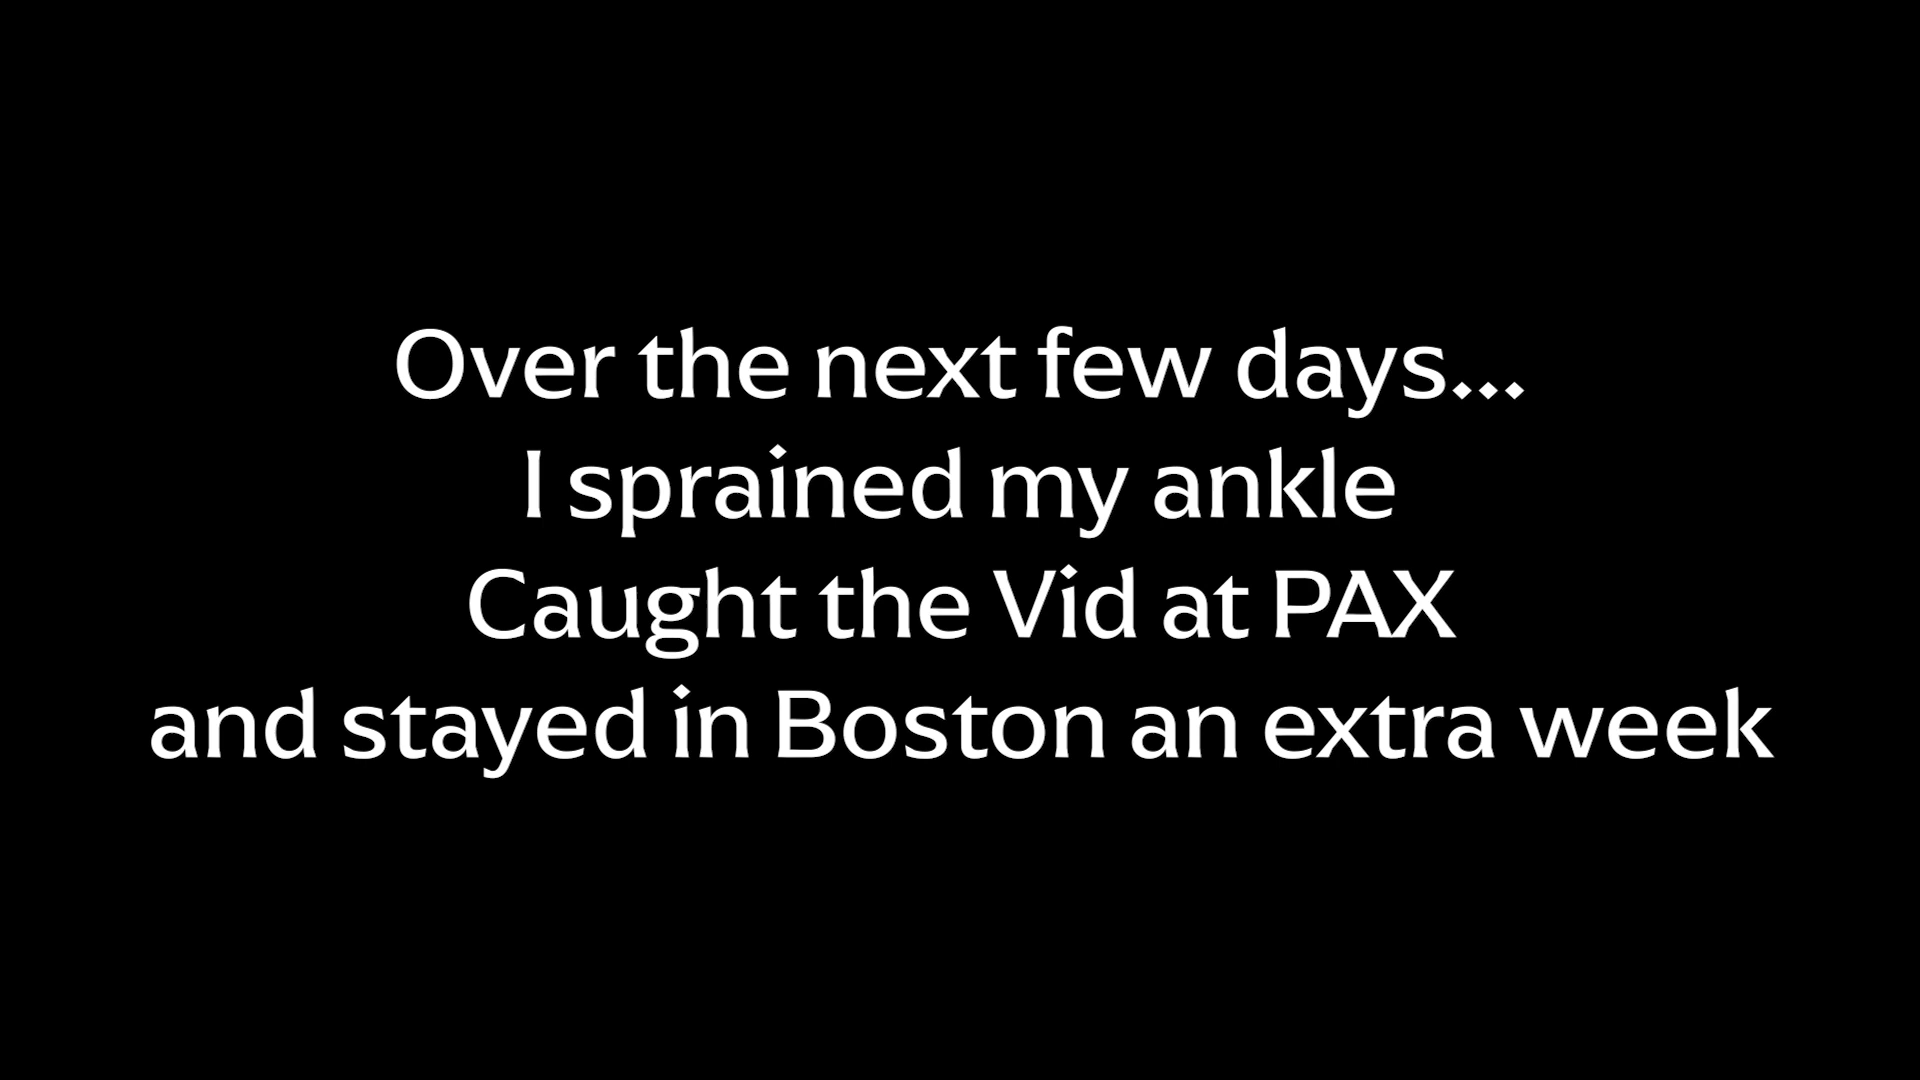 Over the next few days...
I sprained my ankle
Caught the Vid at PAX
and stayed in Boston an extra week